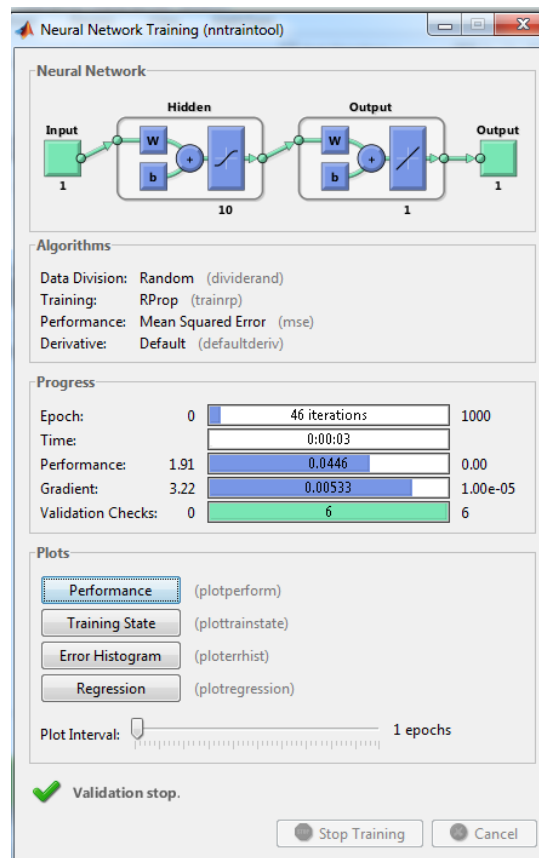 Neural Network Training (nntraintool)
Neural Network
Hidden Output
Input Output
W W
+ +
b b
1 10 1 1
Algorithms
Data Division: Random (dividerand)
Training: RProp (trainrp)
Performance: Mean Squared Error (mse)
Derivative: Default (defaultderiv)
Progress
Epoch: 0 46 iterations 1000
Time: 0:00:03
Performance: 1.91 0.0446 0.00
Gradient: 3.22 0.00533 1.00e-05
Validation Checks: 0 6 6
Plots
Performance (plotperform)
Training State (plottrainstate)
Error Histogram (ploterrhist)
Regression (plotregression)
Plot Interval: 1 epochs
Validation stop.
Stop Training Cancel